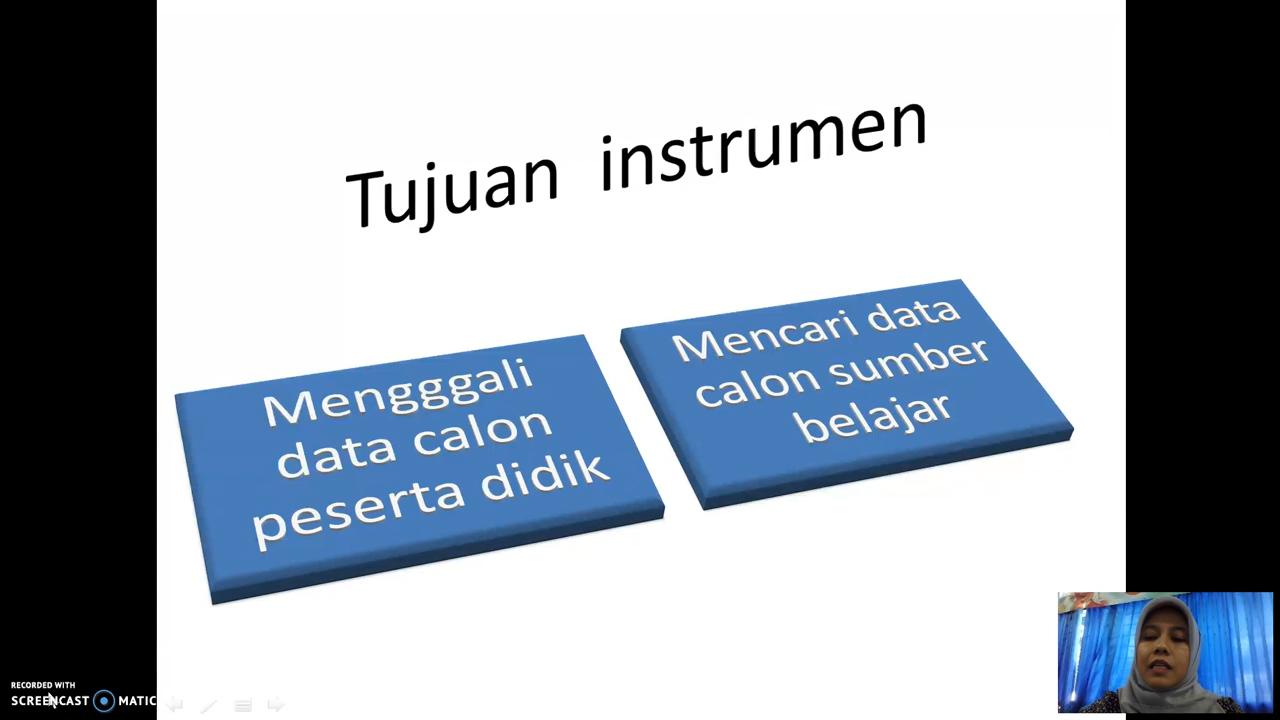 Tujuan instrumen
Mengggali
data calon
peserta didik
Mencari data
calon sumber
belajar
RECORDED WITH
SCREENCAST MATIC